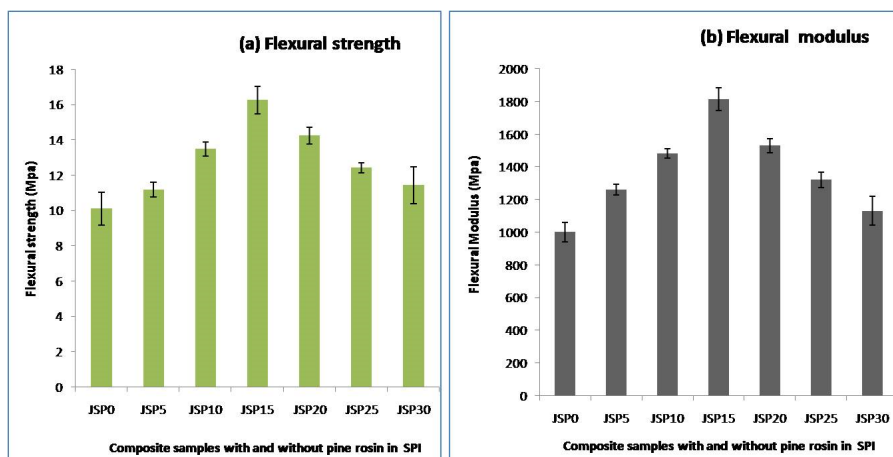 (a) Flexural strength
18
16
14
12
10
8
6
4
2
0
Flexural strength (Mpa)
JSP0 JSP5 JSP10 JSP15 JSP20 JSP25 JSP30
Composite samples with and without pine rosin in SPI
(b) Flexural modulus
2000
1800
1600
1400
1200
1000
800
600
400
200
0
Flexural Modulus (Mpa)
JSP0 JSP5 JSP10 JSP15 JSP20 JSP25 JSP30
Composite samples with and without pine rosin in SPI